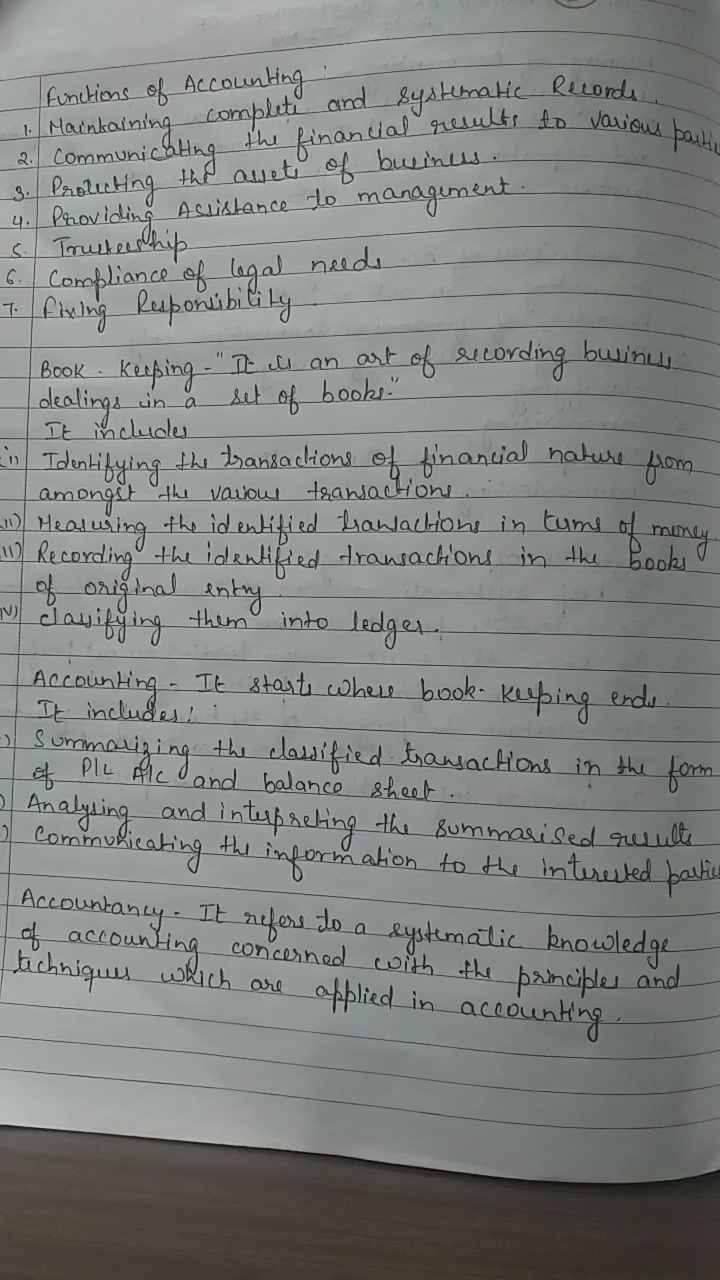 Functions of Accounting :
1. Maintaining complete and systematic Records.
2. Communicating the financial results to various partie
3. Protecting the assets of business.
4. Providing Assistance to management.
5. Trusteeship
6. Compliance of legal needs
7. fixing Responsibility
Book - Keeping - "It is an art of recording business
dealings in a set of books."
It includes
i) Identifying the transactions of financial nature from
amongst the various transactions.
ii) Measuring the identified transactions in terms of money
iii) Recording the identified transactions in the Books
of original entry.
iv) classifying them into ledger.
Accounting - It starts where book-keeping ends.
It includes:
) Summarizing the classified transactions in the form
of P/L A/c and balance sheet.
) Analysing and interpreting the summarised results
) Communicating the information to the interested partie
Accountancy - It refers to a systematic knowledge
of accounting concerned with the principles and
techniques which are applied in accounting.